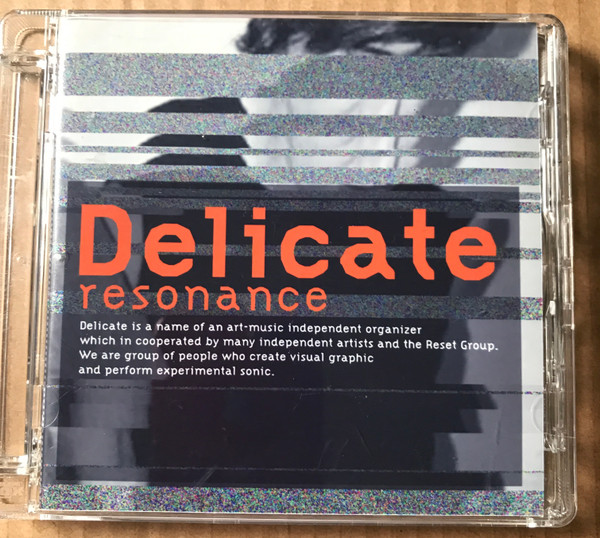 Delicate
resonance
Delicate is a name of an art-music independent organizer
which in cooperated by many independent artists and the Reset Group.
We are group of people who create visual graphic
and perform experimental sonic.